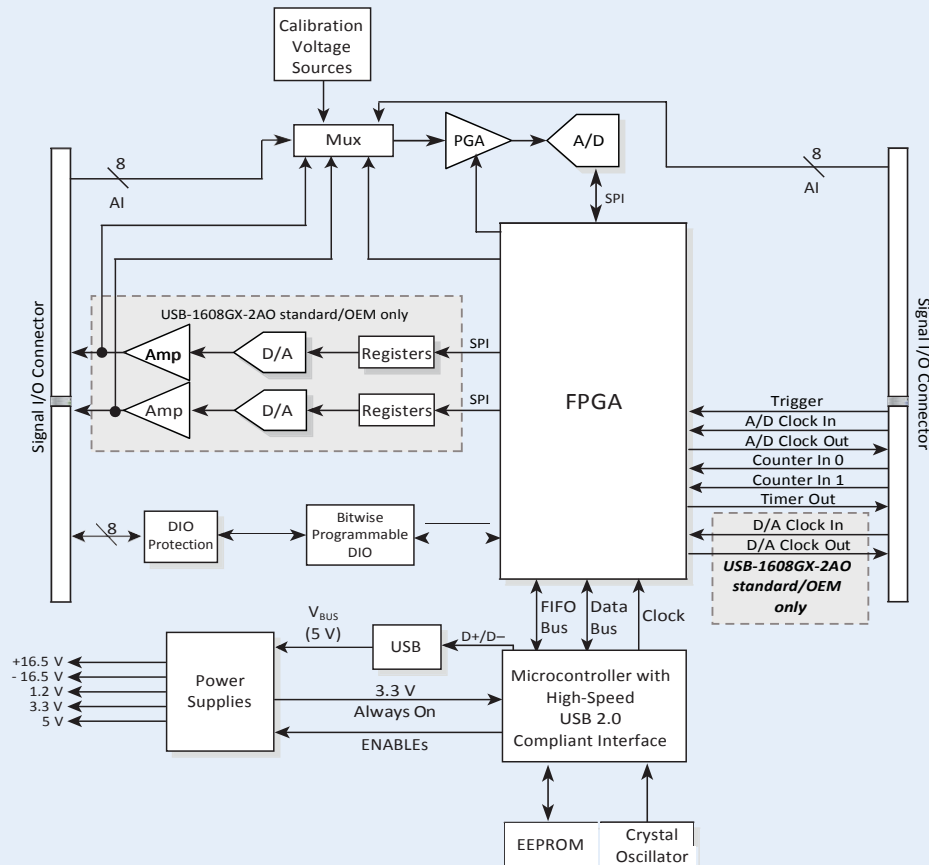 Calibration
Voltage
Sources
Mux
PGA
A/D
8
AI
8
AI
SPI
Signal I/O Connector
Signal I/O Connector
USB-1608GX-2AO standard/OEM only
Amp
D/A
Registers
SPI
Amp
D/A
Registers
SPI
FPGA
Trigger
A/D Clock In
A/D Clock Out
Counter In 0
Counter In 1
Timer Out
D/A Clock In
D/A Clock Out
USB-1608GX-2AO
standard/OEM
only
8
DIO
Protection
Bitwise
Programmable
DIO
FIFO
Bus
Data
Bus
Clock
VBUS
(5 V)
USB
D+/D−
+16.5 V
- 16.5 V
1.2 V
3.3 V
5 V
Power
Supplies
3.3 V
Always On
ENABLEs
Microcontroller with
High-Speed
USB 2.0
Compliant Interface
EEPROM
Crystal
Oscillator